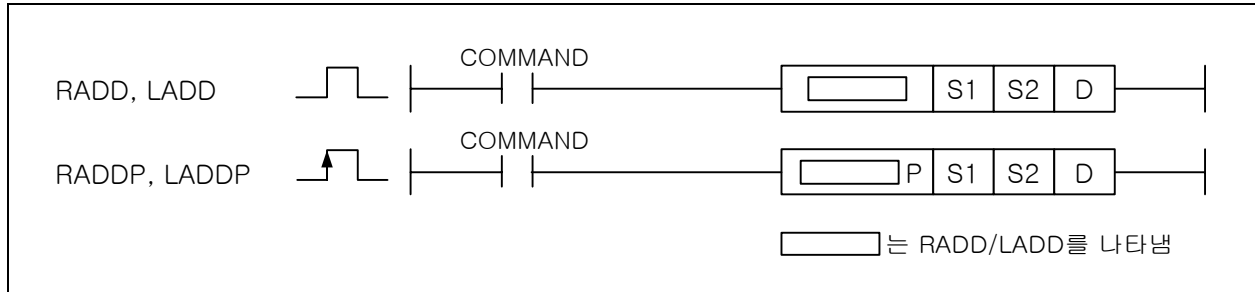 COMMAND
RADD, LADD S1 S2 D
COMMAND
RADDP, LADDP P S1 S2 D
는 RADD/LADD를 나타냄